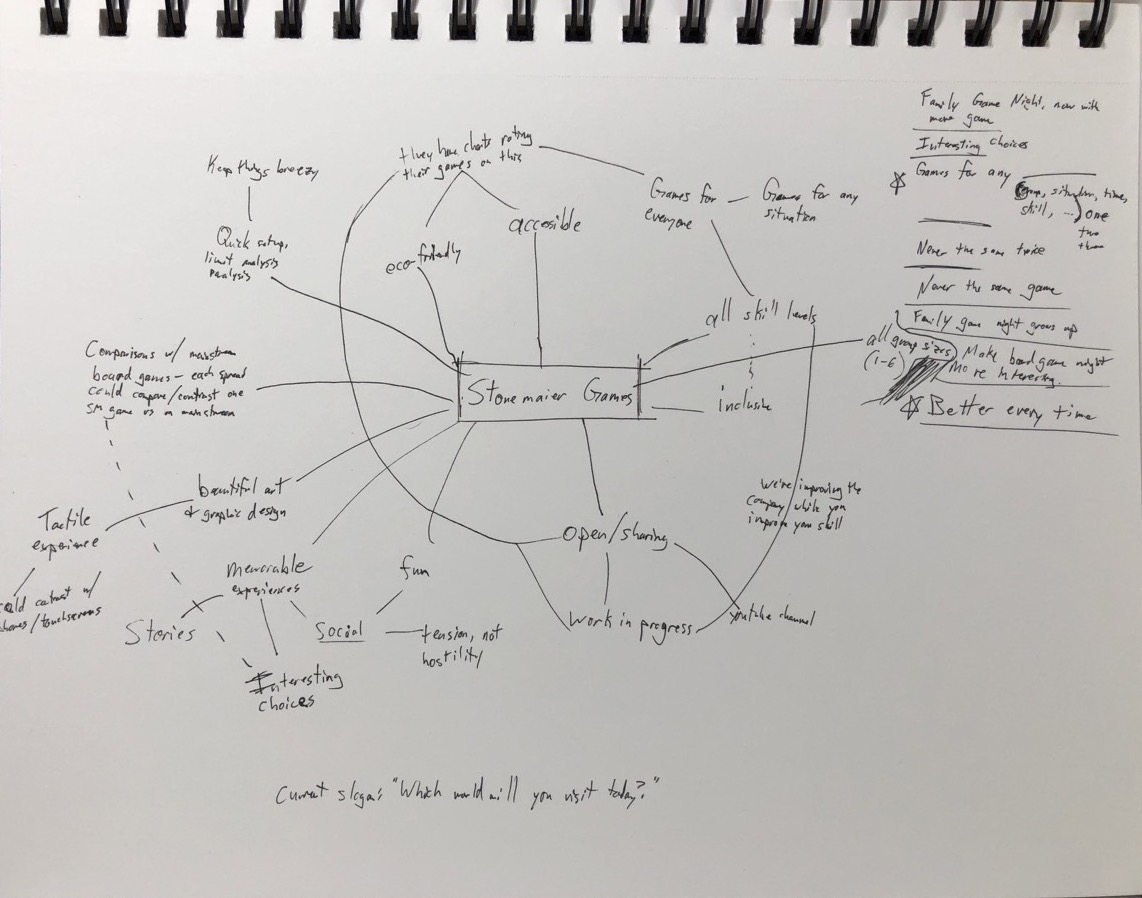 Family Game Night, now with
more game
Interesting choices
Games for any
group, situation, time,
skill, ...
one
two
three
Never the same twice
Never the same game
Family game night grows up
Make board game night
more interesting.
Better every time
they have charts rating
their games on this
Keep things breezy
Quick setup,
limit analysis
paralysis
eco-friendly
accesible
Games for
everyone
Games for any
situation
all skill levels
all group sizes
(1-6)
inclusive
Stonemaier Games
Comparisons w/ mainstream
board games - each spread
could compare/contrast one
SM game vs a mainstream
beautiful art
& graphic design
Tactile
experience
could contrast w/
phones/touchscreens
memorable
experiences
Stories
Interesting
choices
Social
fun
tension, not
hostility
open/sharing
work in progress
youtube channel
We're improving the
company while you
improve your skill
Current slogan: "Which world will you visit today?"